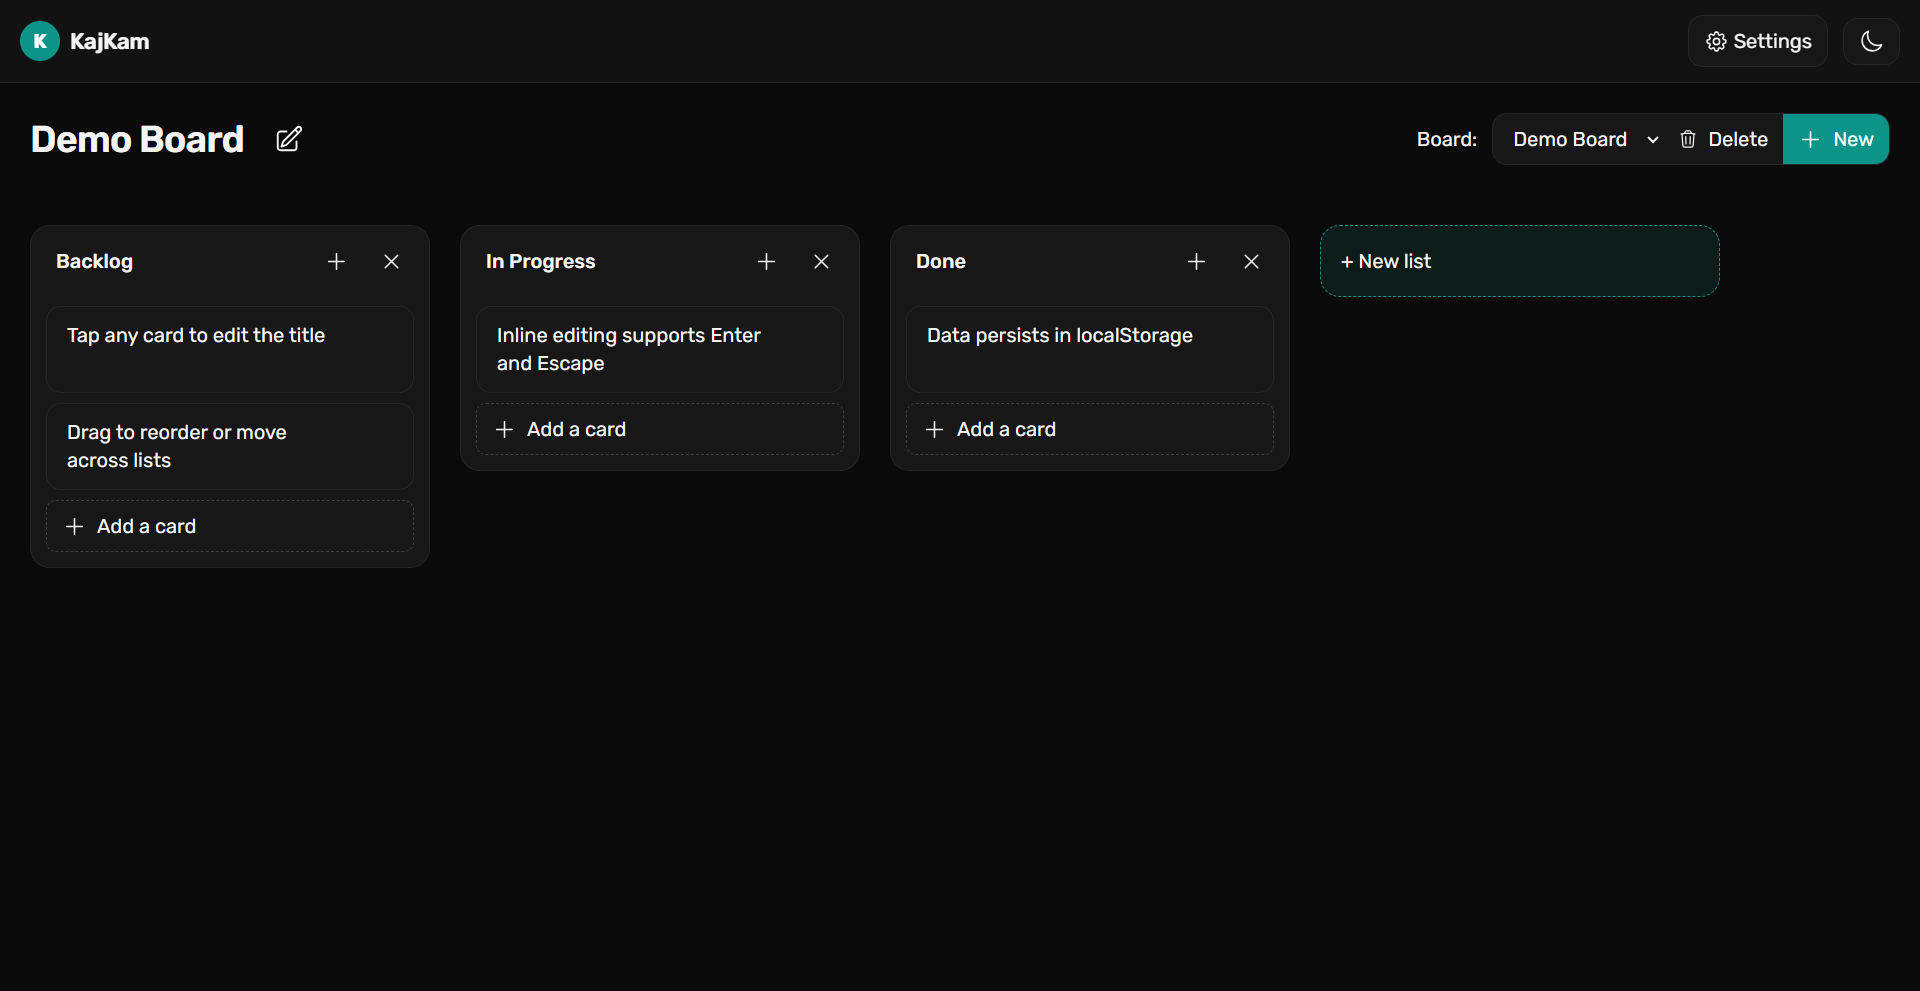 K KajKam
Settings
Demo Board
Board: Demo Board Delete + New
Backlog
Tap any card to edit the title
Drag to reorder or move
across lists
+ Add a card
In Progress
Inline editing supports Enter
and Escape
+ Add a card
Done
Data persists in localStorage
+ Add a card
+ New list